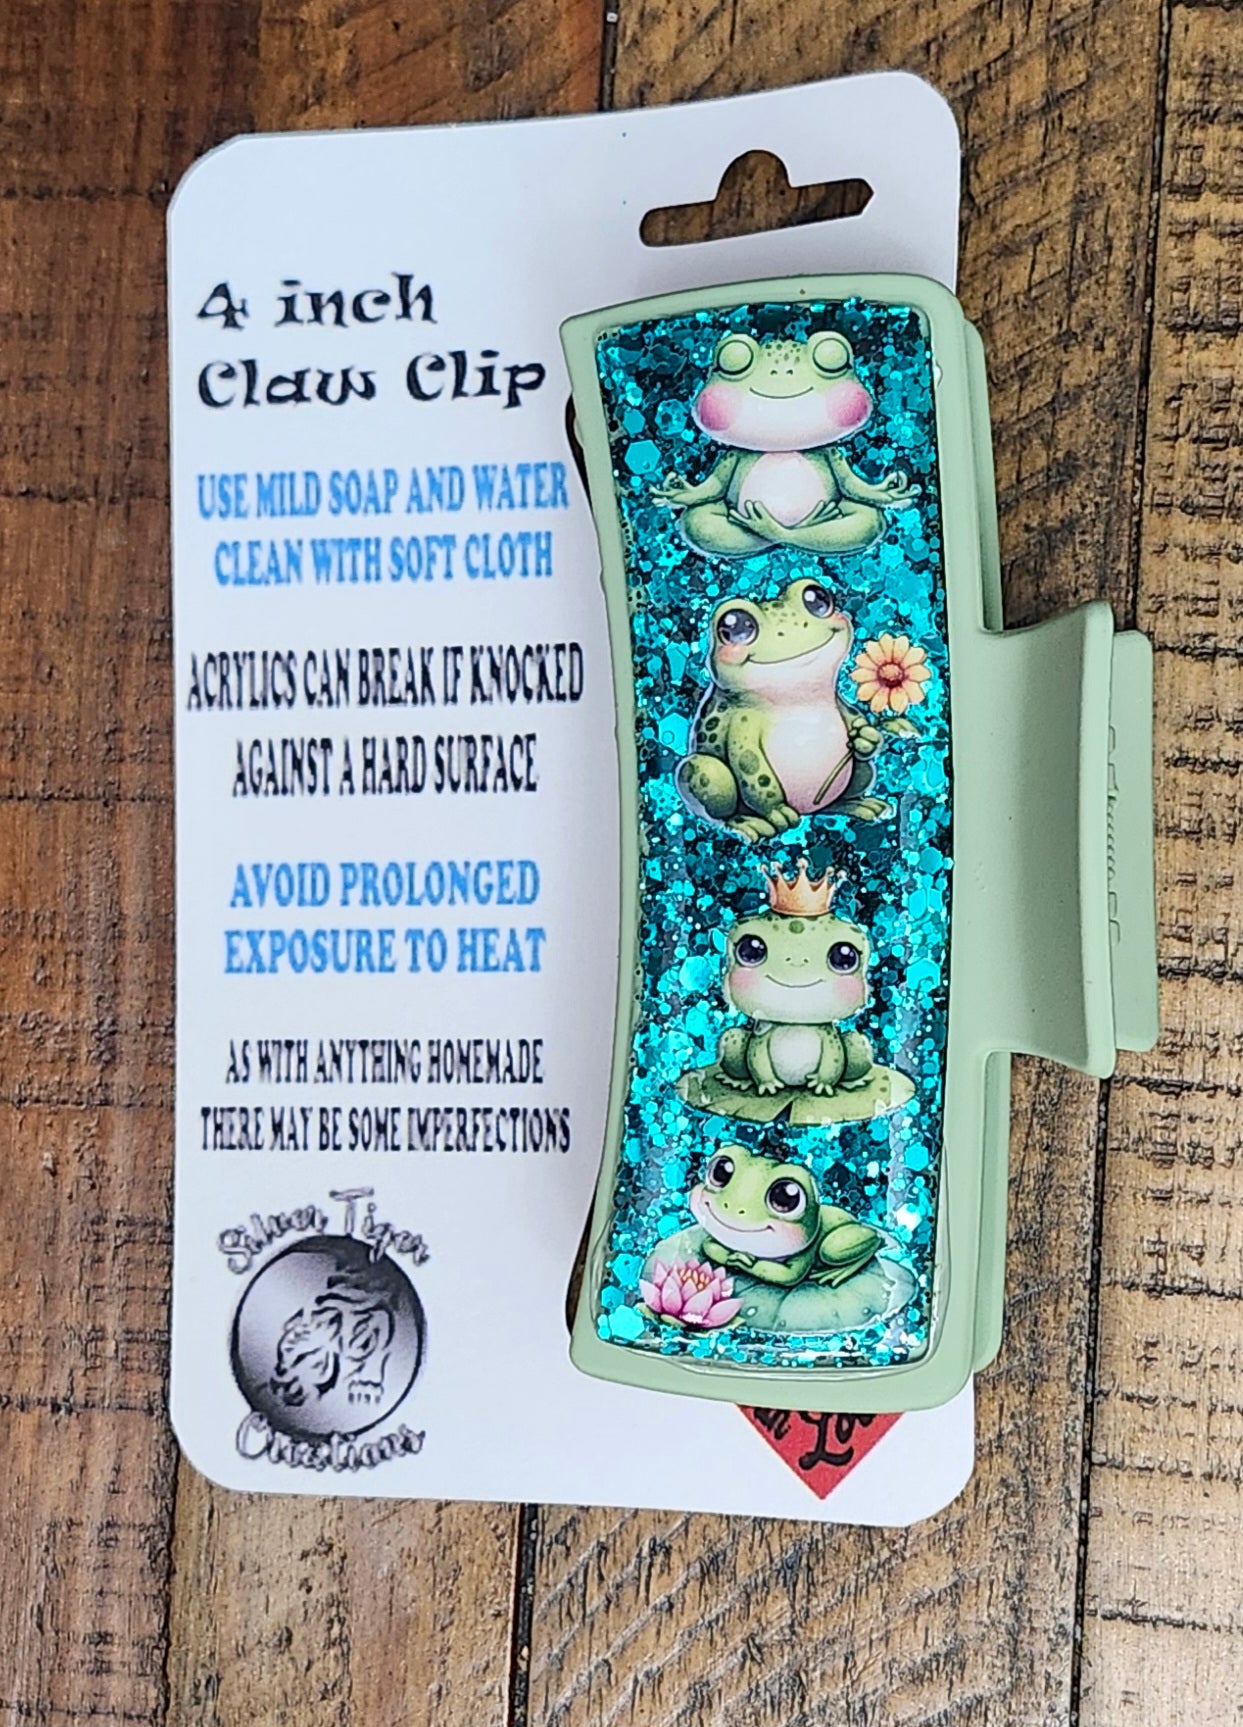 4 inch
Claw Clip
USE MILD SOAP AND WATER
CLEAN WITH SOFT CLOTH
ACRYLICS CAN BREAK IF KNOCKED
AGAINST A HARD SURFACE
AVOID PROLONGED
EXPOSURE TO HEAT
AS WITH ANYTHING HOMEMADE
THERE MAY BE SOME IMPERFECTIONS
Silver Tiger
Creations